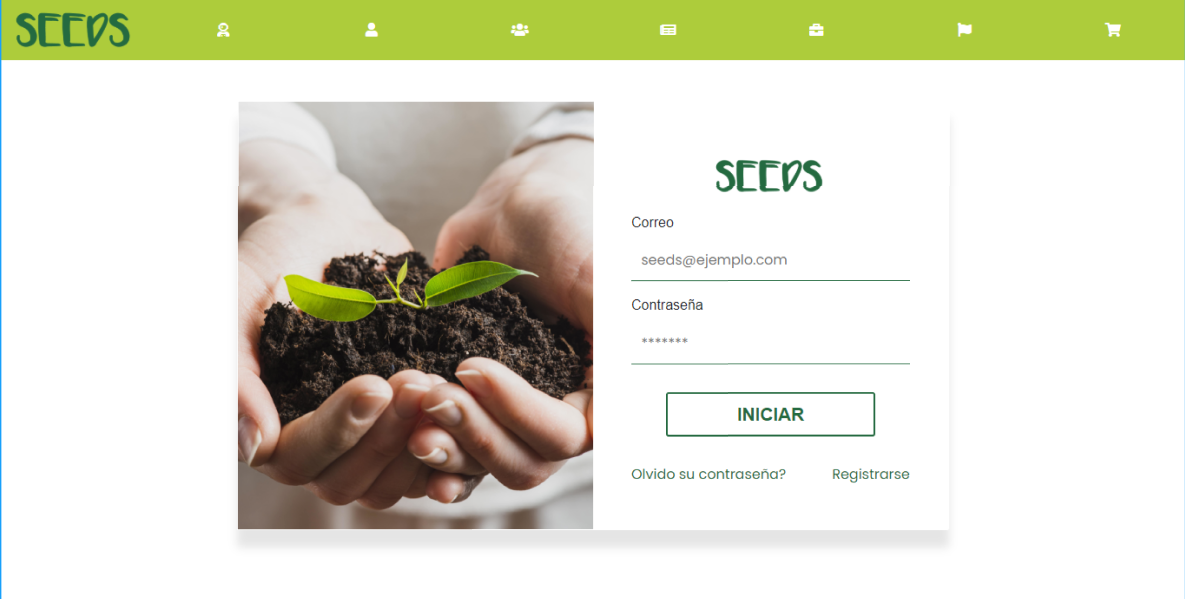 SEEDS
SEEDS
Correo
seeds@ejemplo.com
Contraseña
*******
INICIAR
Olvido su contraseña? Registrarse